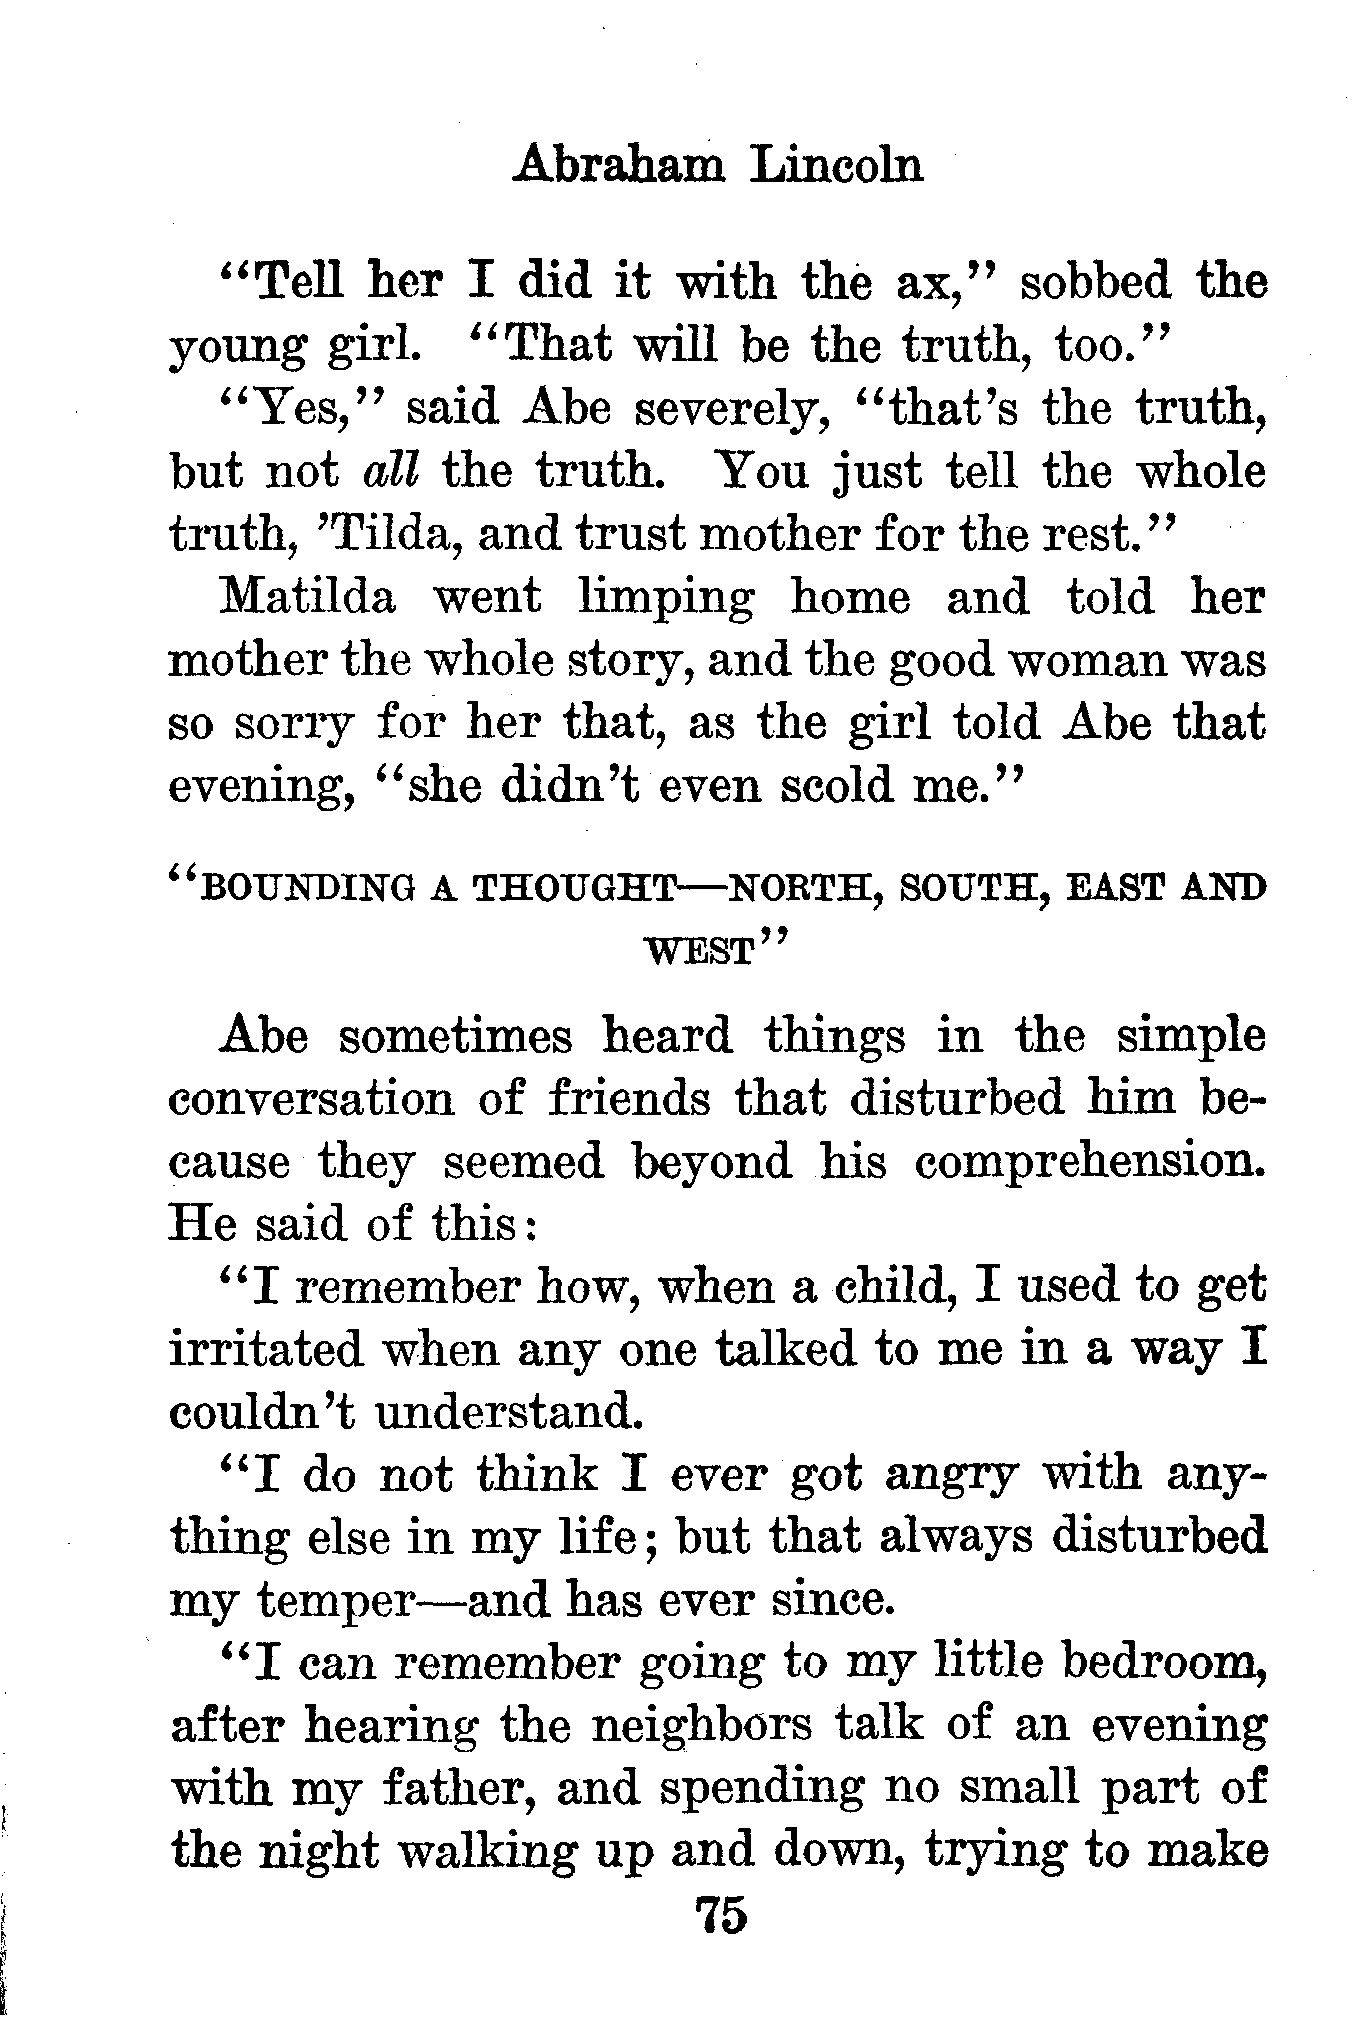 Abraham Lincoln
“Tell her I did it with the ax,” sobbed the
young girl. “That will be the truth, too.”
“Yes,” said Abe severely, “that’s the truth,
but not all the truth. You just tell the whole
truth, ’Tilda, and trust mother for the rest.”
Matilda went limping home and told her
mother the whole story, and the good woman was
so sorry for her that, as the girl told Abe that
evening, “she didn’t even scold me.”
“BOUNDING A THOUGHT—NORTH, SOUTH, EAST AND
WEST”
Abe sometimes heard things in the simple
conversation of friends that disturbed him be-
cause they seemed beyond his comprehension.
He said of this:
“I remember how, when a child, I used to get
irritated when any one talked to me in a way I
couldn’t understand.
“I do not think I ever got angry with any-
thing else in my life; but that always disturbed
my temper—and has ever since.
“I can remember going to my little bedroom,
after hearing the neighbors talk of an evening
with my father, and spending no small part of
the night walking up and down, trying to make
75